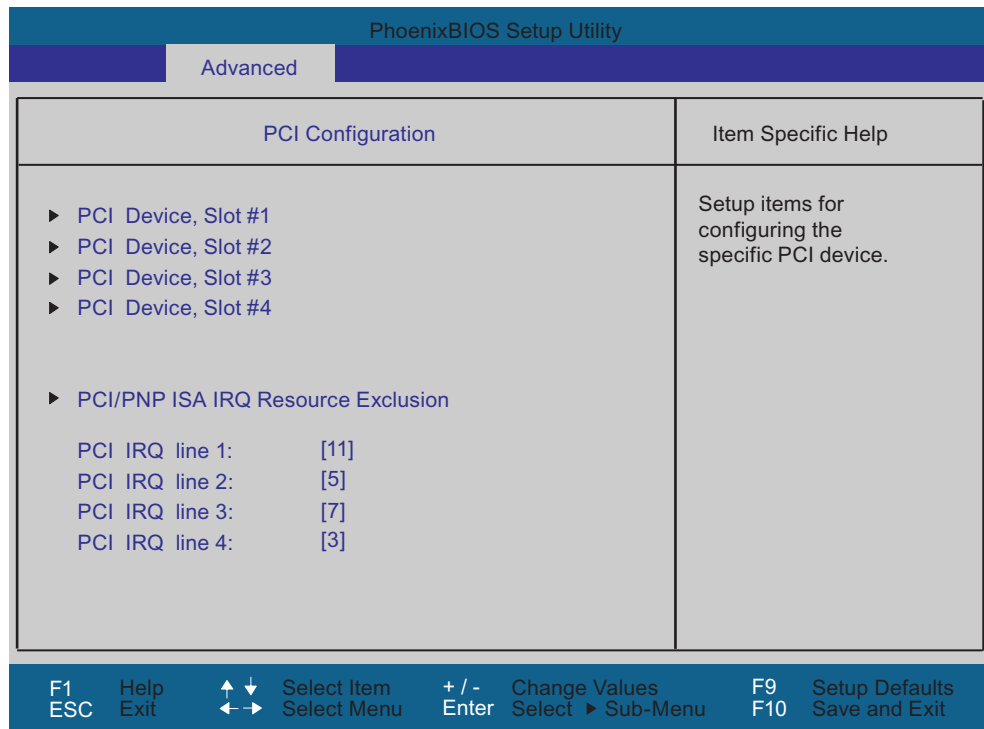 PhoenixBIOS Setup Utility
Advanced
PCI Configuration
Item Specific Help
PCI Device, Slot #1
PCI Device, Slot #2
PCI Device, Slot #3
PCI Device, Slot #4
PCI/PNP ISA IRQ Resource Exclusion
PCI IRQ line 1: [11]
PCI IRQ line 2: [5]
PCI IRQ line 3: [7]
PCI IRQ line 4: [3]
Setup items for
configuring the
specific PCI device.
F1 Help Select Item + / - Change Values F9 Setup Defaults
ESC Exit Select Menu Enter Select Sub-Menu F10 Save and Exit